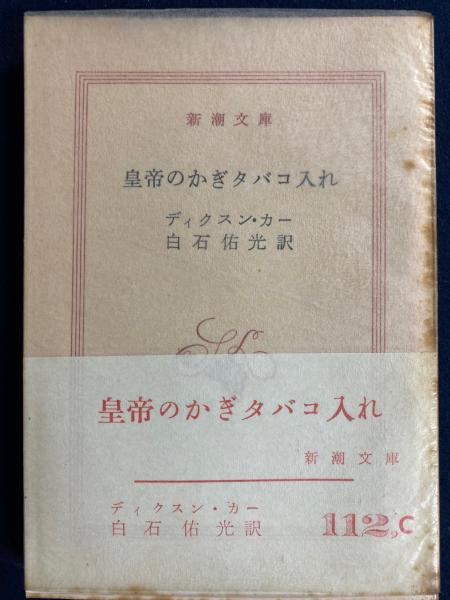 新潮文庫
皇帝のかぎタバコ入れ
ディクスン・カー
白石佑光訳
皇帝のかぎタバコ入れ
新潮文庫
ディクスン・カー
白石佑光訳
112,C